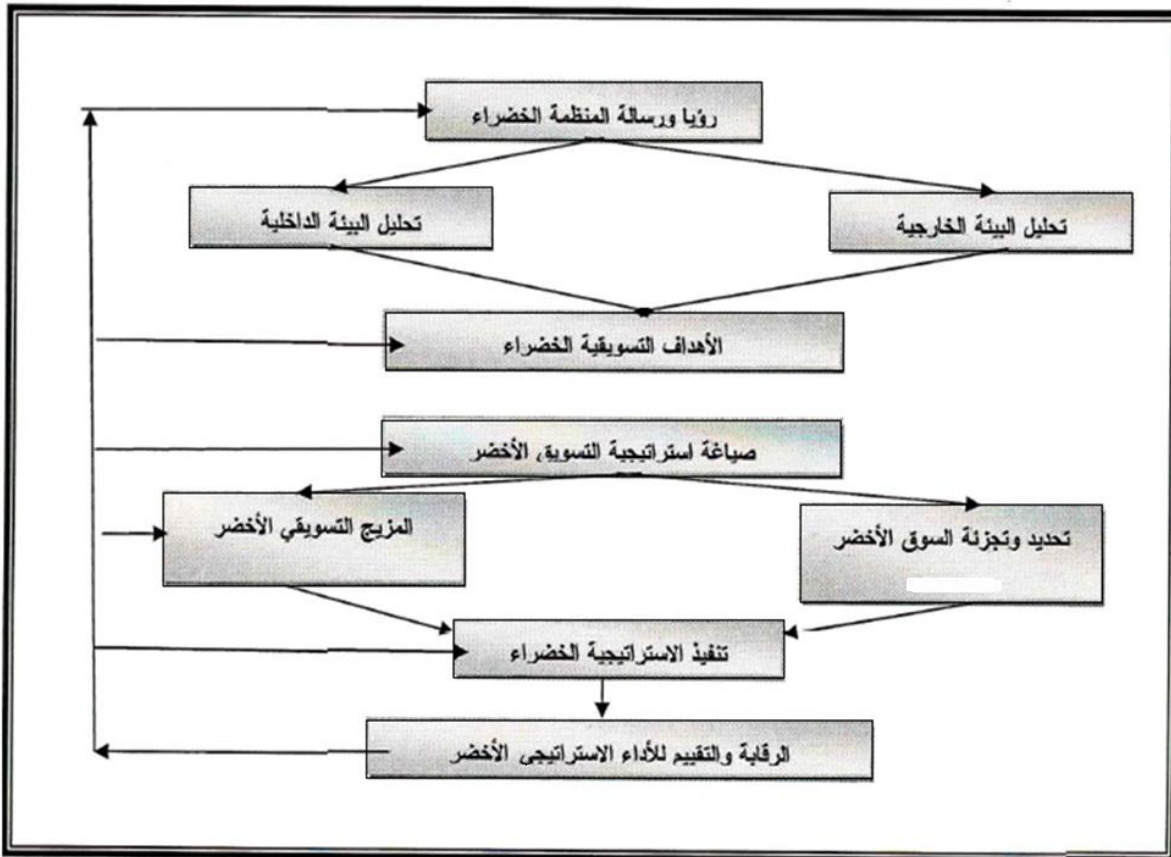 رؤيا ورسالة المنظمة الخضراء
تحليل البيئة الخارجية
تحليل البيئة الداخلية
الأهداف التسويقية الخضراء
صياغة استراتيجية التسويق الأخضر
تحديد وتجزئة السوق الأخضر
المزيج التسويقي الأخضر
تنفيذ الاستراتيجية الخضراء
الرقابة والتقييم للأداء الاستراتيجي الأخضر